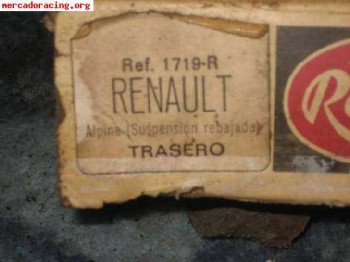 mercadoracing.org
Ref. 1719-R
RENAULT
Alpine (Suspensión rebajada)
TRASERO